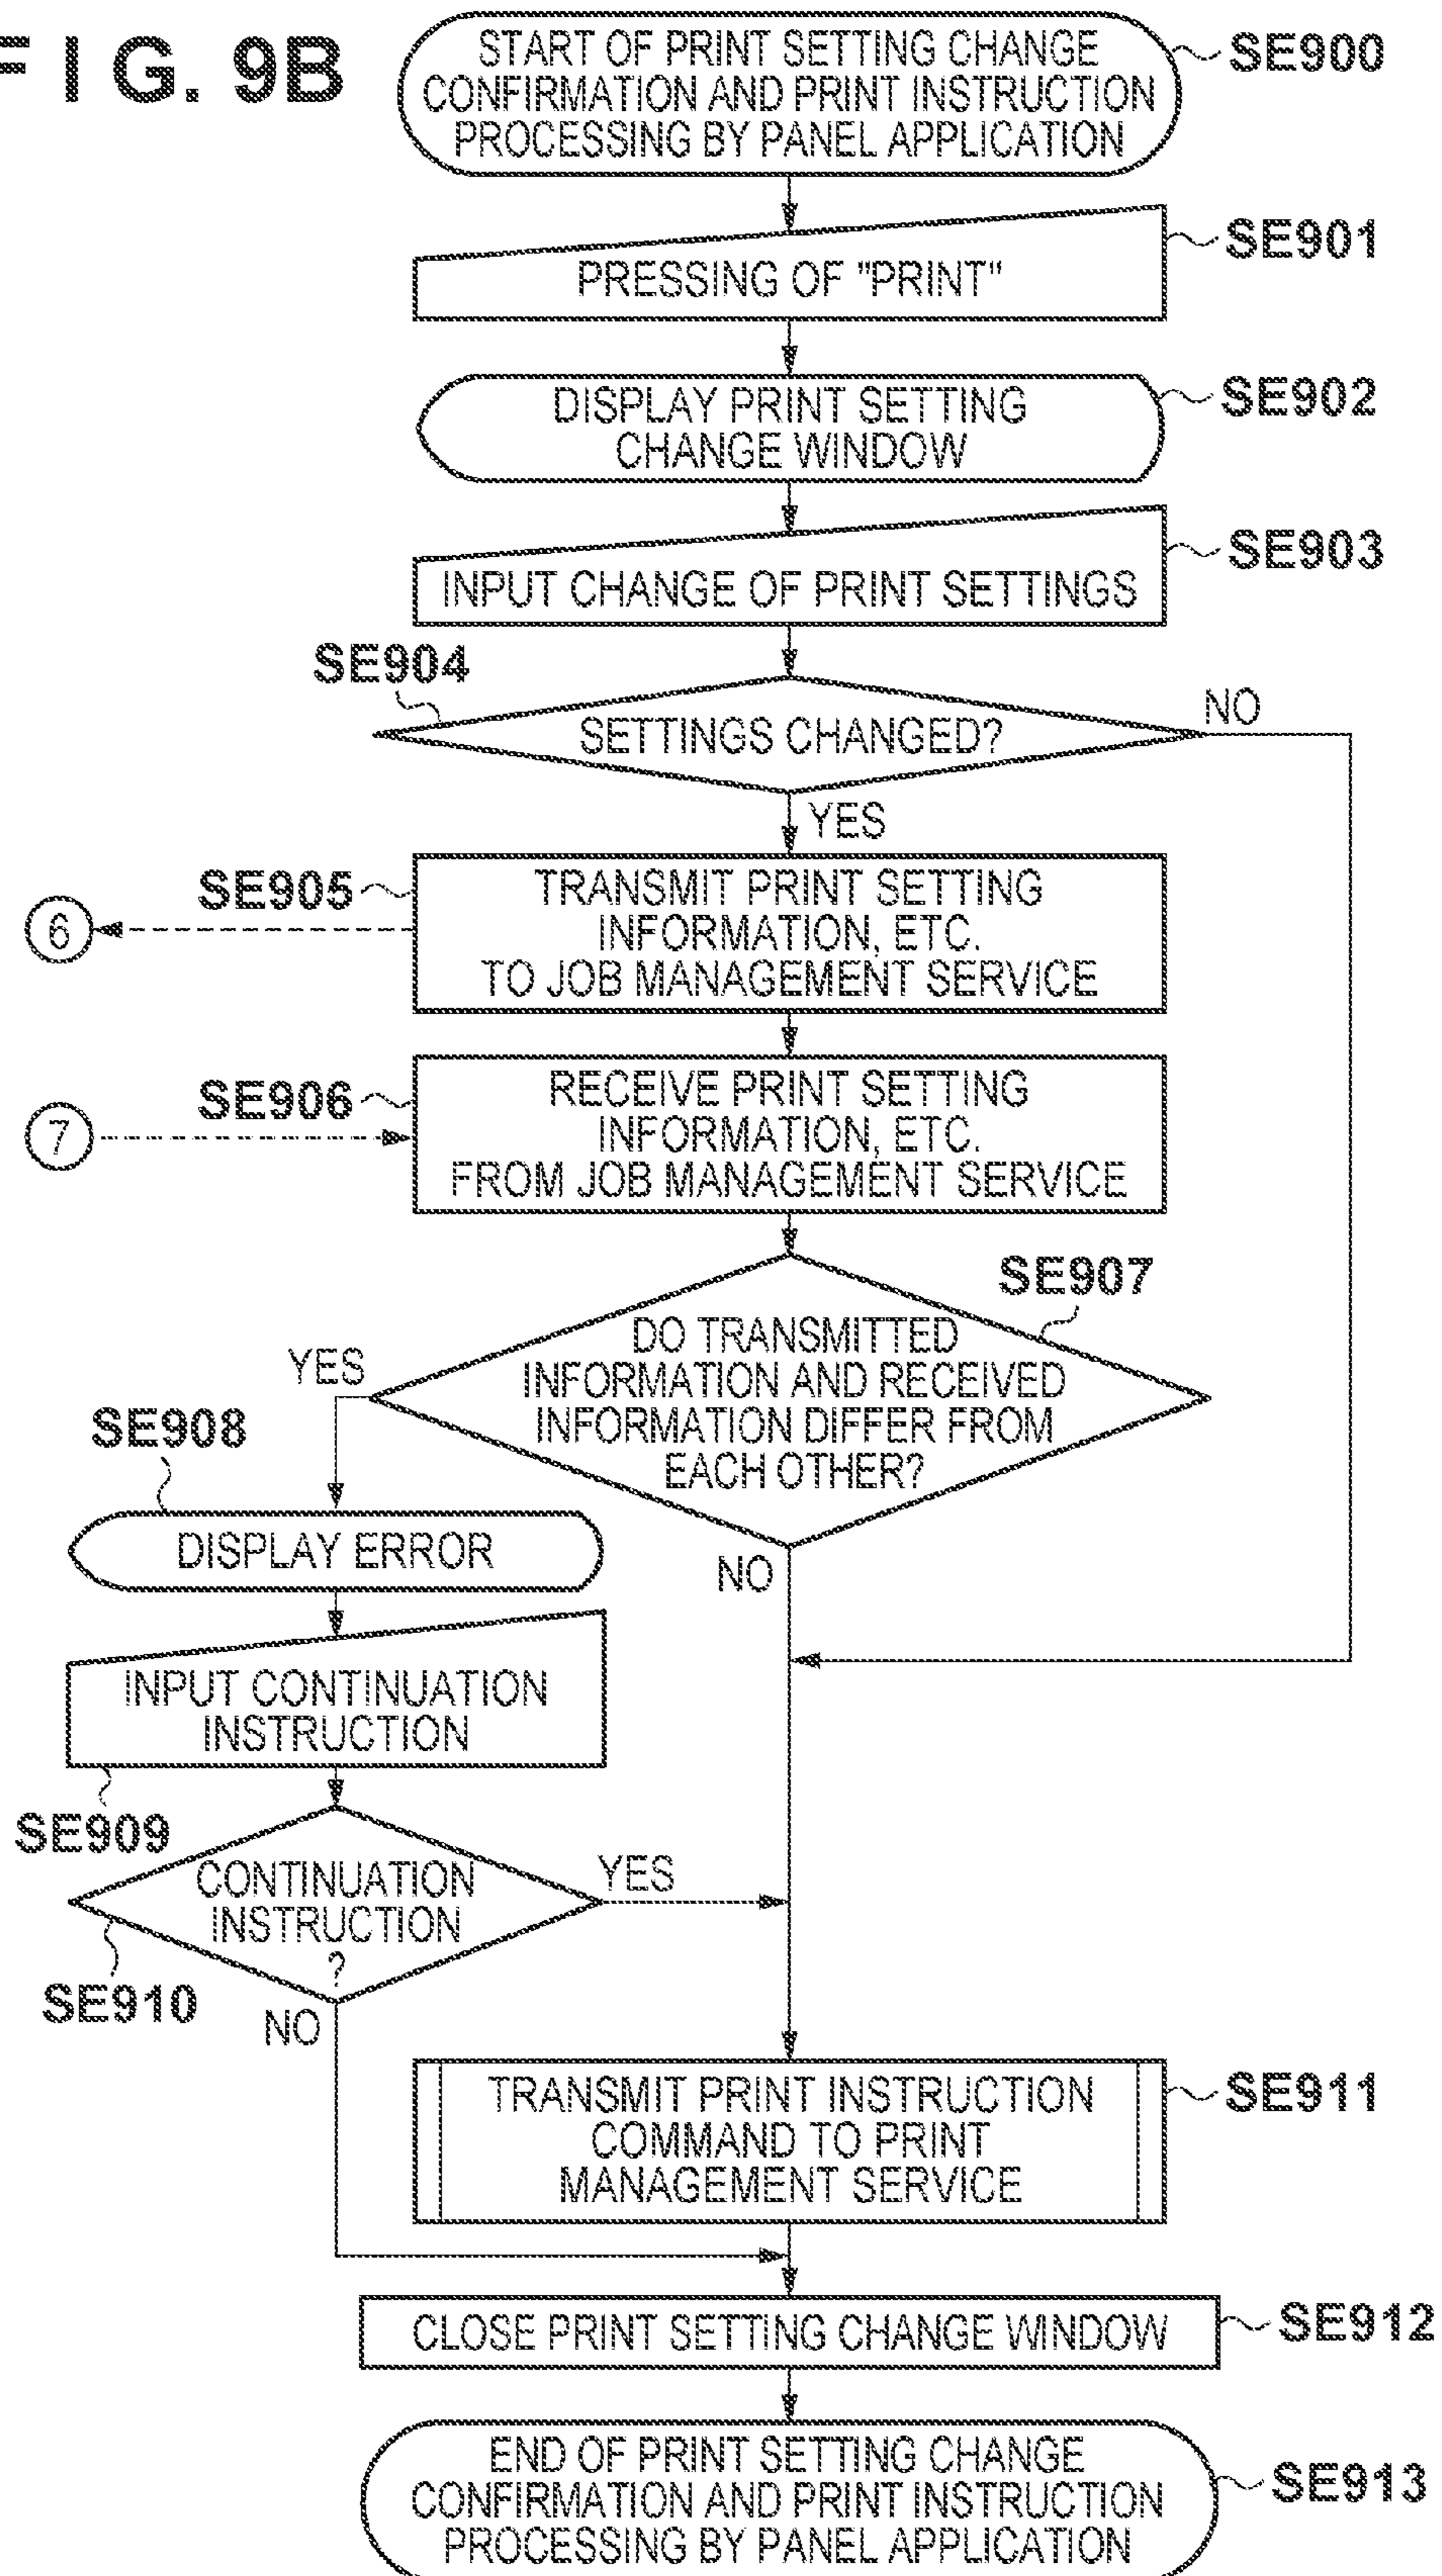 FIG. 9B
START OF PRINT SETTING CHANGE
CONFIRMATION AND PRINT INSTRUCTION
PROCESSING BY PANEL APPLICATION
SE900
SE901
PRESSING OF "PRINT"
SE902
DISPLAY PRINT SETTING
CHANGE WINDOW
SE903
INPUT CHANGE OF PRINT SETTINGS
SE904
SETTINGS CHANGED?
NO
YES
SE905
TRANSMIT PRINT SETTING
INFORMATION, ETC.
TO JOB MANAGEMENT SERVICE
6
SE906
RECEIVE PRINT SETTING
INFORMATION, ETC.
FROM JOB MANAGEMENT SERVICE
7
SE907
DO TRANSMITTED
INFORMATION AND RECEIVED
INFORMATION DIFFER FROM
EACH OTHER?
YES
NO
SE908
DISPLAY ERROR
INPUT CONTINUATION
INSTRUCTION
SE909
CONTINUATION
INSTRUCTION
?
YES
SE910
NO
TRANSMIT PRINT INSTRUCTION
COMMAND TO PRINT
MANAGEMENT SERVICE
SE911
CLOSE PRINT SETTING CHANGE WINDOW
SE912
END OF PRINT SETTING CHANGE
CONFIRMATION AND PRINT INSTRUCTION
PROCESSING BY PANEL APPLICATION
SE913